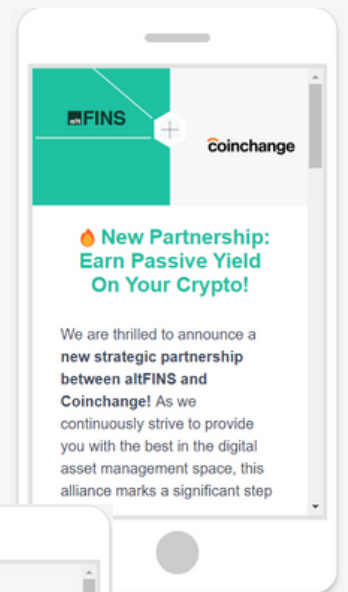 altFINS
coinchange
🔥 New Partnership:
Earn Passive Yield
On Your Crypto!
We are thrilled to announce a
new strategic partnership
between altFINS and
Coinchange! As we
continuously strive to provide
you with the best in the digital
asset management space, this
alliance marks a significant step